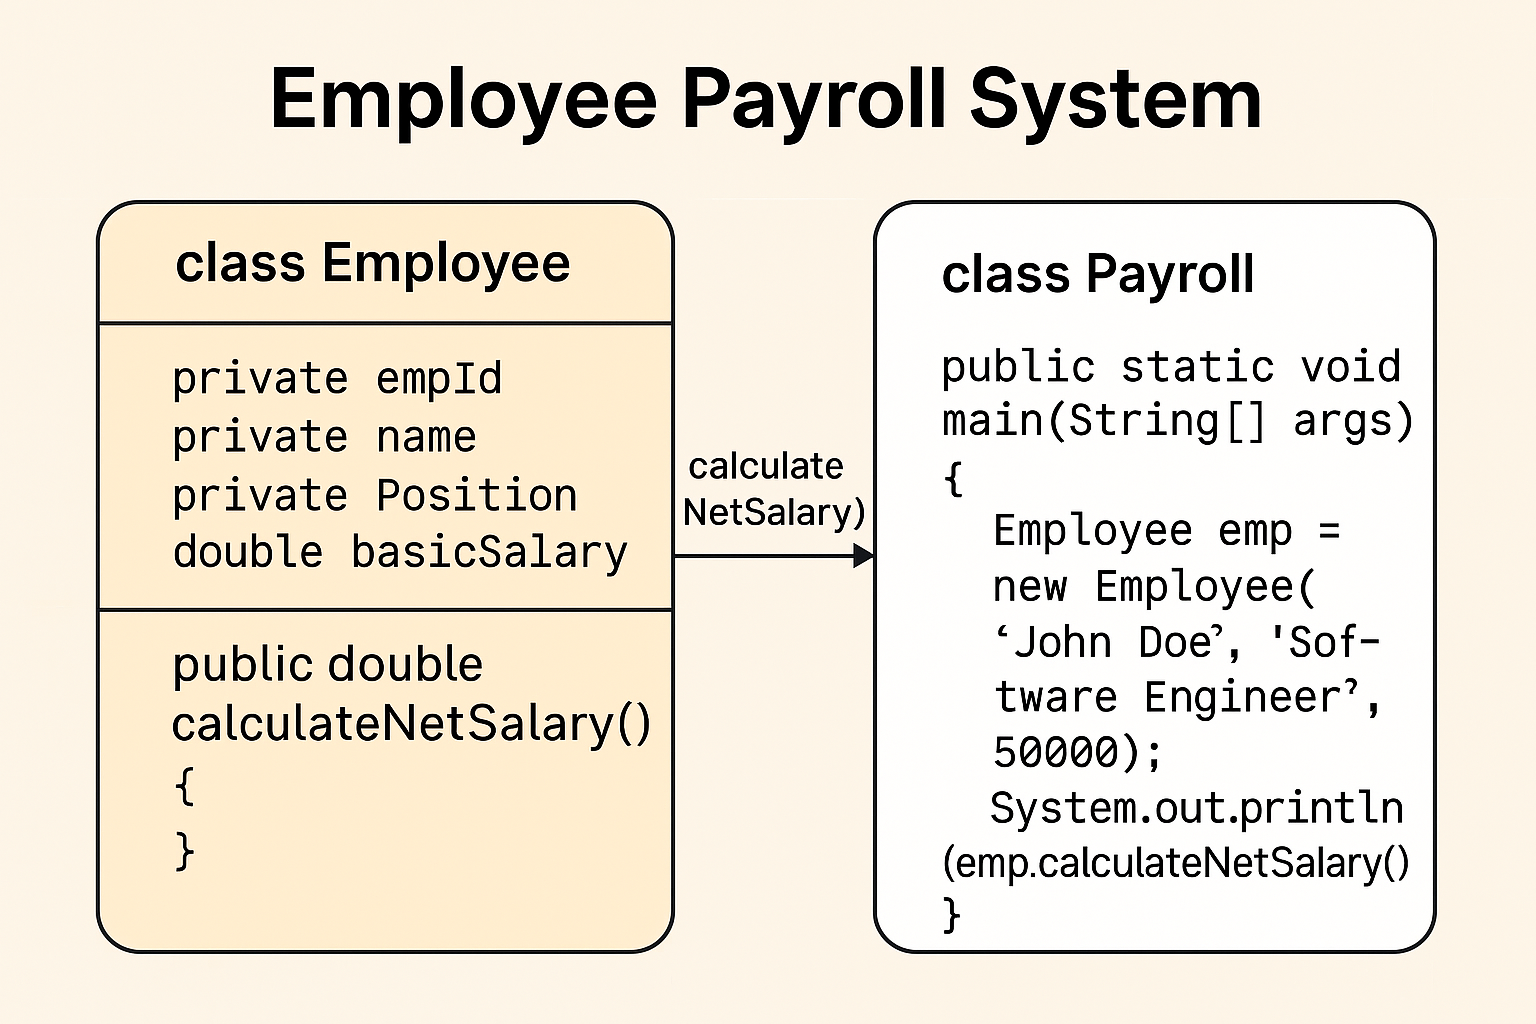 Employee Payroll System
class Employee
private empId
private name
private Position
double basicSalary
public double
calculateNetSalary()
{
}
calculate
NetSalary)
class Payroll
public static void
main(String[] args)
{
Employee emp =
new Employee(
‘John Doe’, 'Sof-
tware Engineer’,
50000);
System.out.println
(emp.calculateNetSalary()
}